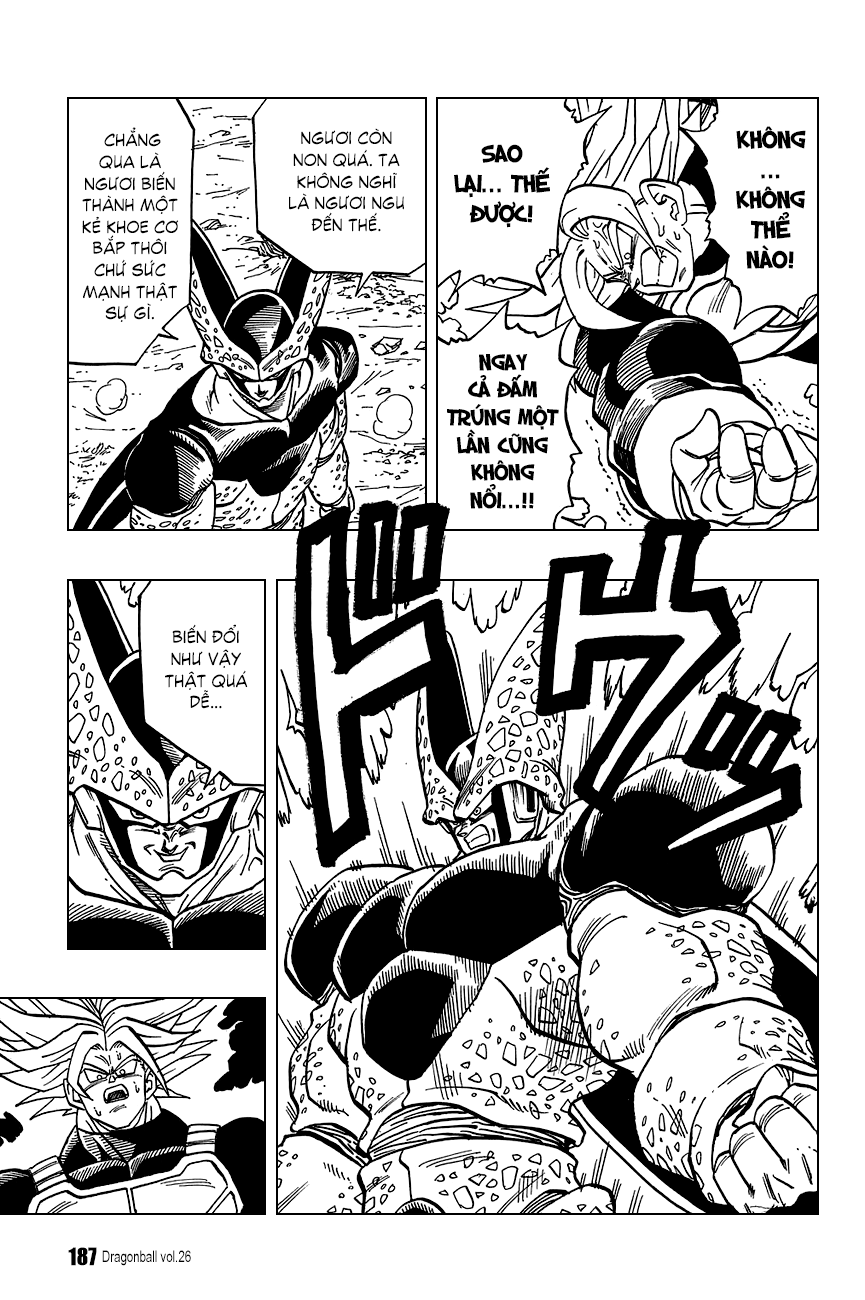 KHÔNG
...
KHÔNG
THỂ
NÀO!
SAO
LẠI... THẾ
ĐƯỢC!
NGAY
CẢ ĐẤM
TRÚNG MỘT
LẦN CŨNG
KHÔNG
NỔI...!!
NGƯƠI CÒN
NON QUÁ. TA
KHÔNG NGHĨ
LÀ NGƯƠI NGU
ĐẾN THẾ.
CHẲNG
QUA LÀ
NGƯƠI BIẾN
THÀNH MỘT
KẺ KHOE CƠ
BẮP THÔI
CHỨ SỨC
MẠNH THẬT
SỰ GÌ.
ドウッ
BIẾN ĐỔI
NHƯ VẬY
THẬT QUÁ
DỄ...
187 Dragonball vol.26